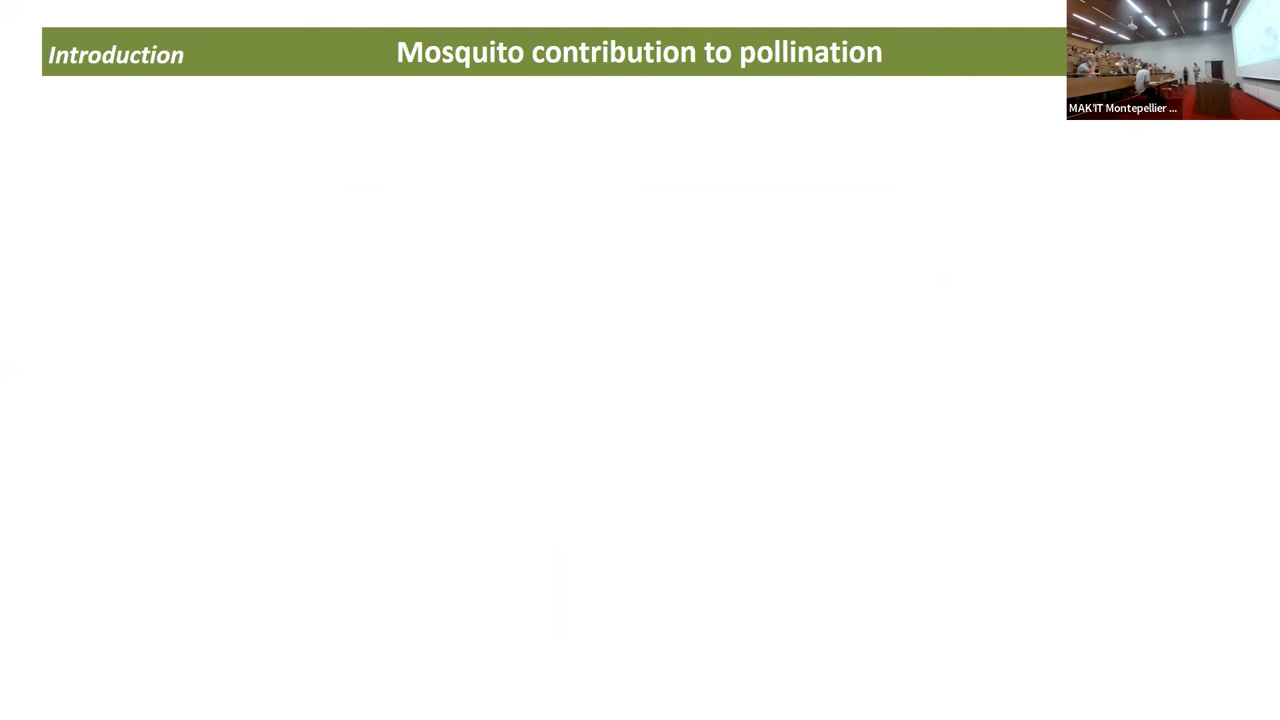 Introduction
Mosquito contribution to pollination
MAK'IT Montepellier ...